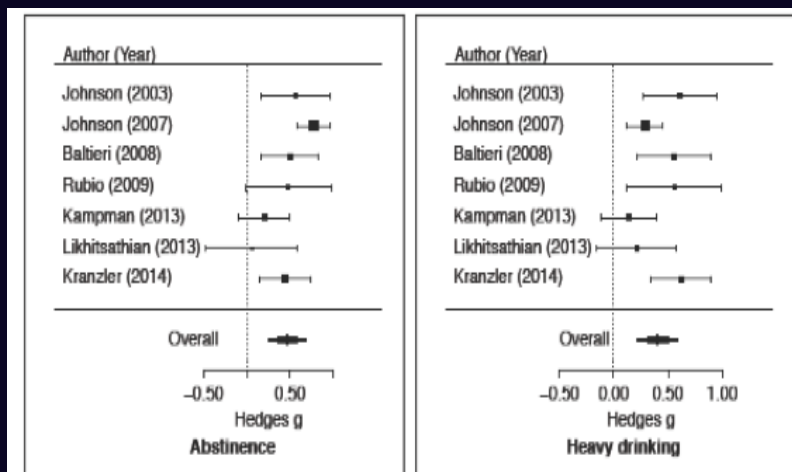 Author (Year)
Johnson (2003)
Johnson (2007)
Baltieri (2008)
Rubio (2009)
Kampman (2013)
Likhitsathian (2013)
Kranzler (2014)
Overall
−0.50 0.50
Hedges g
Abstinence
Author (Year)
Johnson (2003)
Johnson (2007)
Baltieri (2008)
Rubio (2009)
Kampman (2013)
Likhitsathian (2013)
Kranzler (2014)
Overall
−0.50 0.00 0.50 1.00
Hedges g
Heavy drinking